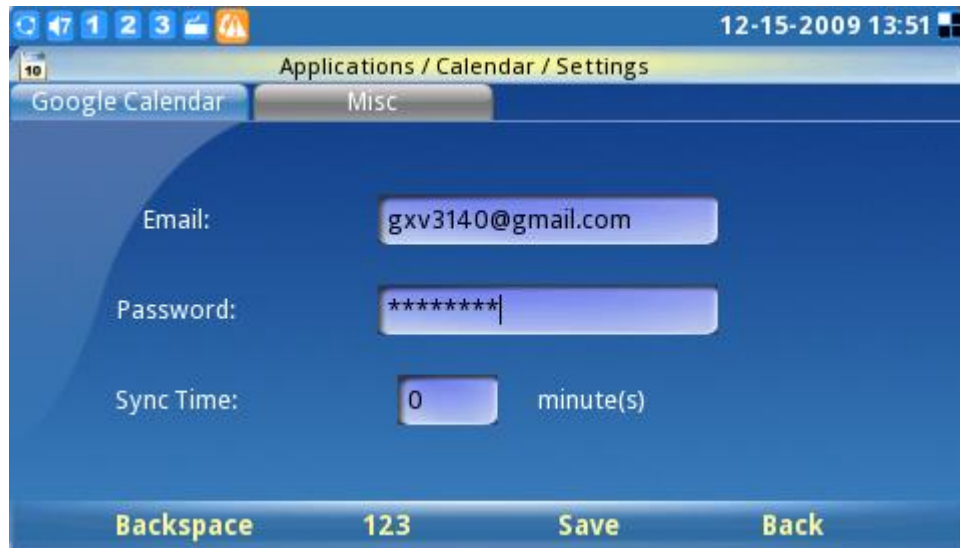 7 1 2 3 12-15-2009 13:51
10 Applications / Calendar / Settings
Google Calendar Misc
Email: gxv3140@gmail.com
Password: ********
Sync Time: 0 minute(s)
Backspace 123 Save Back